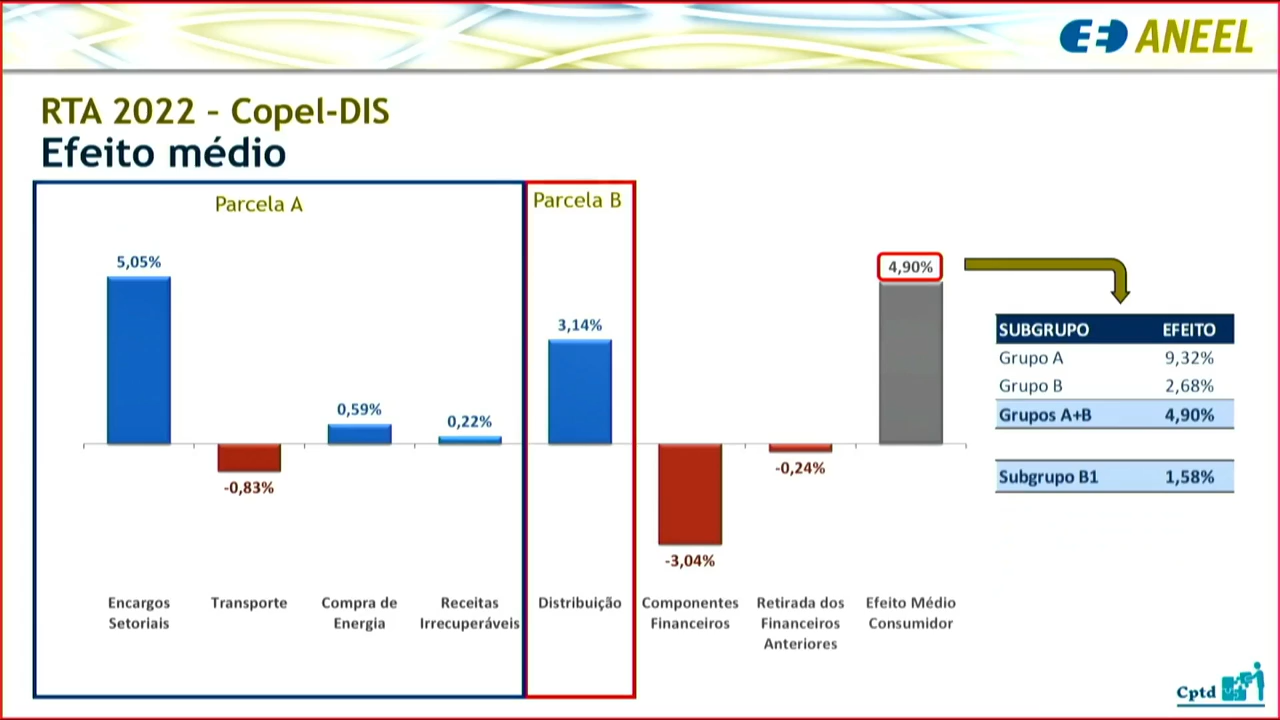 ANEEL
RTA 2022 – Copel-DIS
Efeito médio
Parcela A
Parcela B
5,05%
-0,83%
0,59%
0,22%
3,14%
-3,04%
-0,24%
4,90%
Encargos
Setoriais
Transporte
Compra de
Energia
Receitas
Irrecuperáveis
Distribuição
Componentes
Financeiros
Retirada dos
Financeiros
Anteriores
Efeito Médio
Consumidor
SUBGRUPO EFEITO
Grupo A 9,32%
Grupo B 2,68%
Grupos A+B 4,90%
Subgrupo B1 1,58%
Cptd